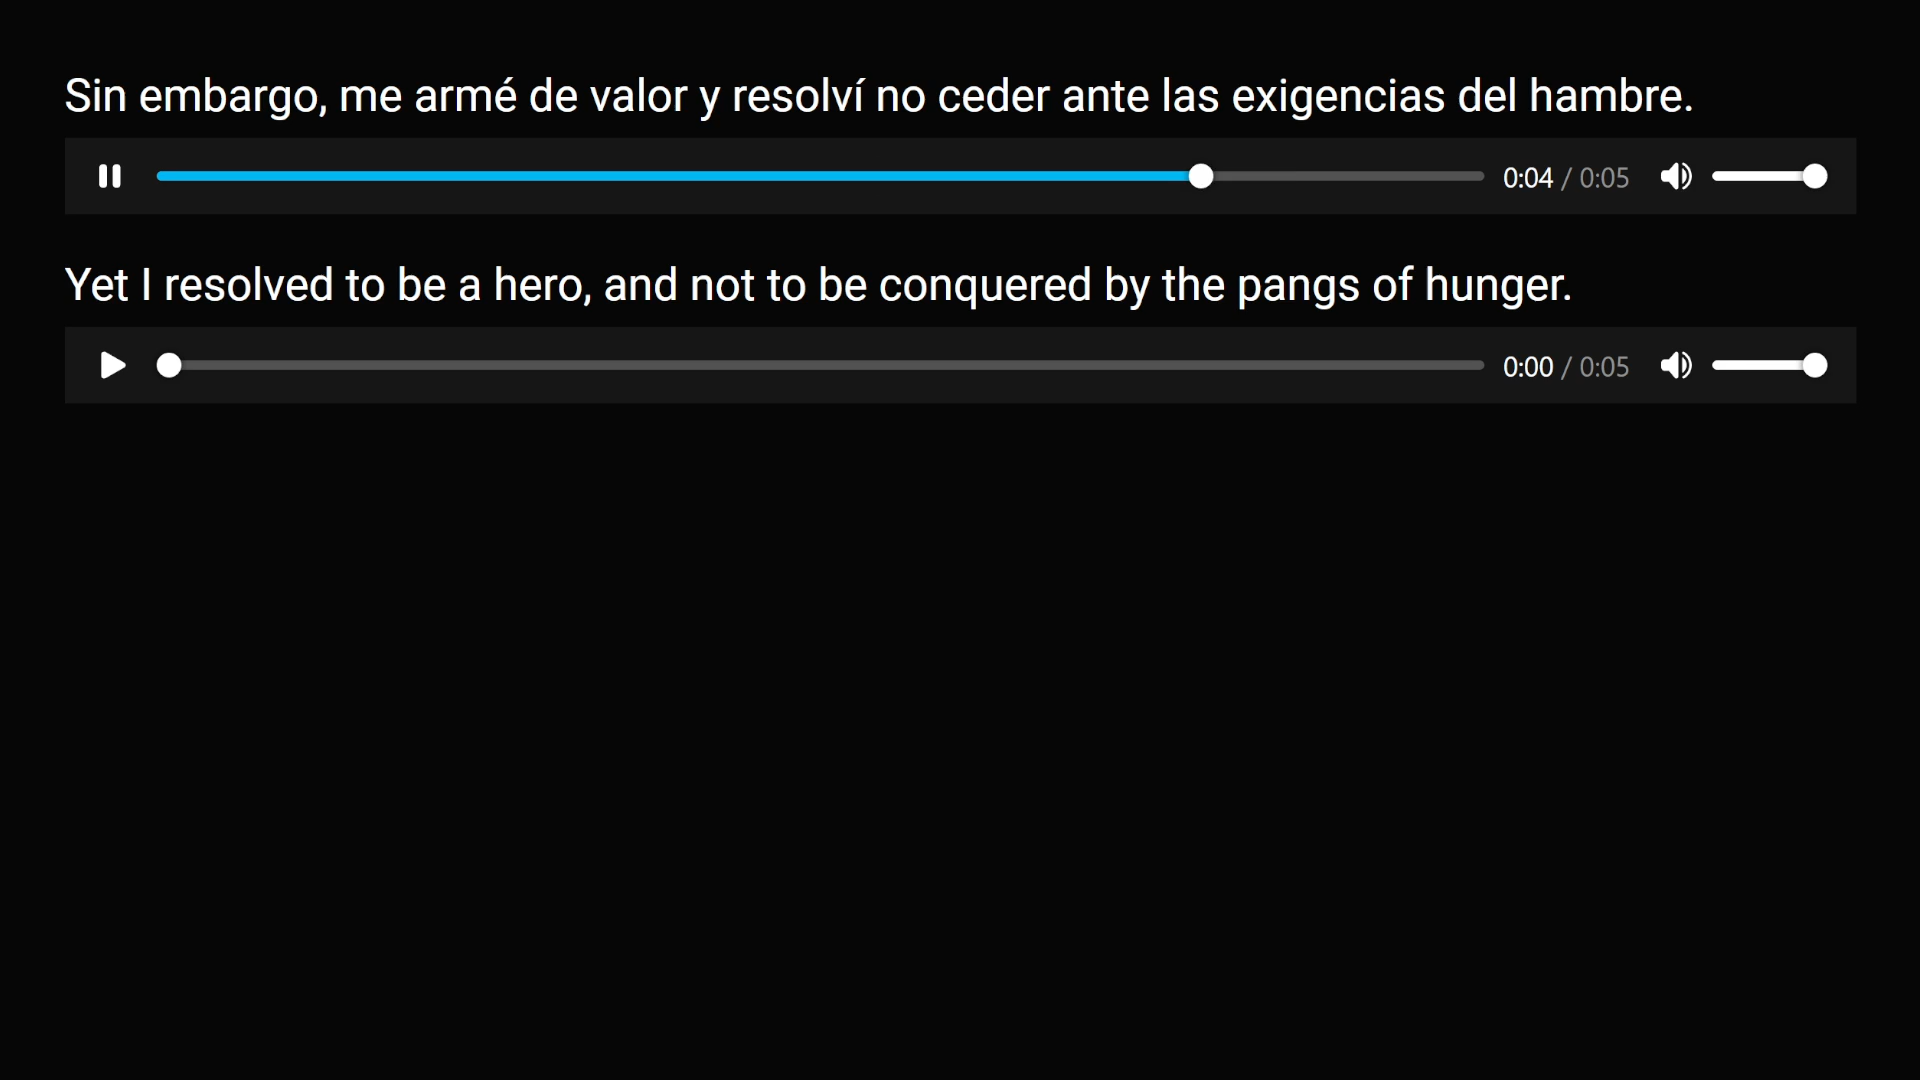 Sin embargo, me armé de valor y resolví no ceder ante las exigencias del hambre.
0:04 / 0:05
Yet I resolved to be a hero, and not to be conquered by the pangs of hunger.
0:00 / 0:05